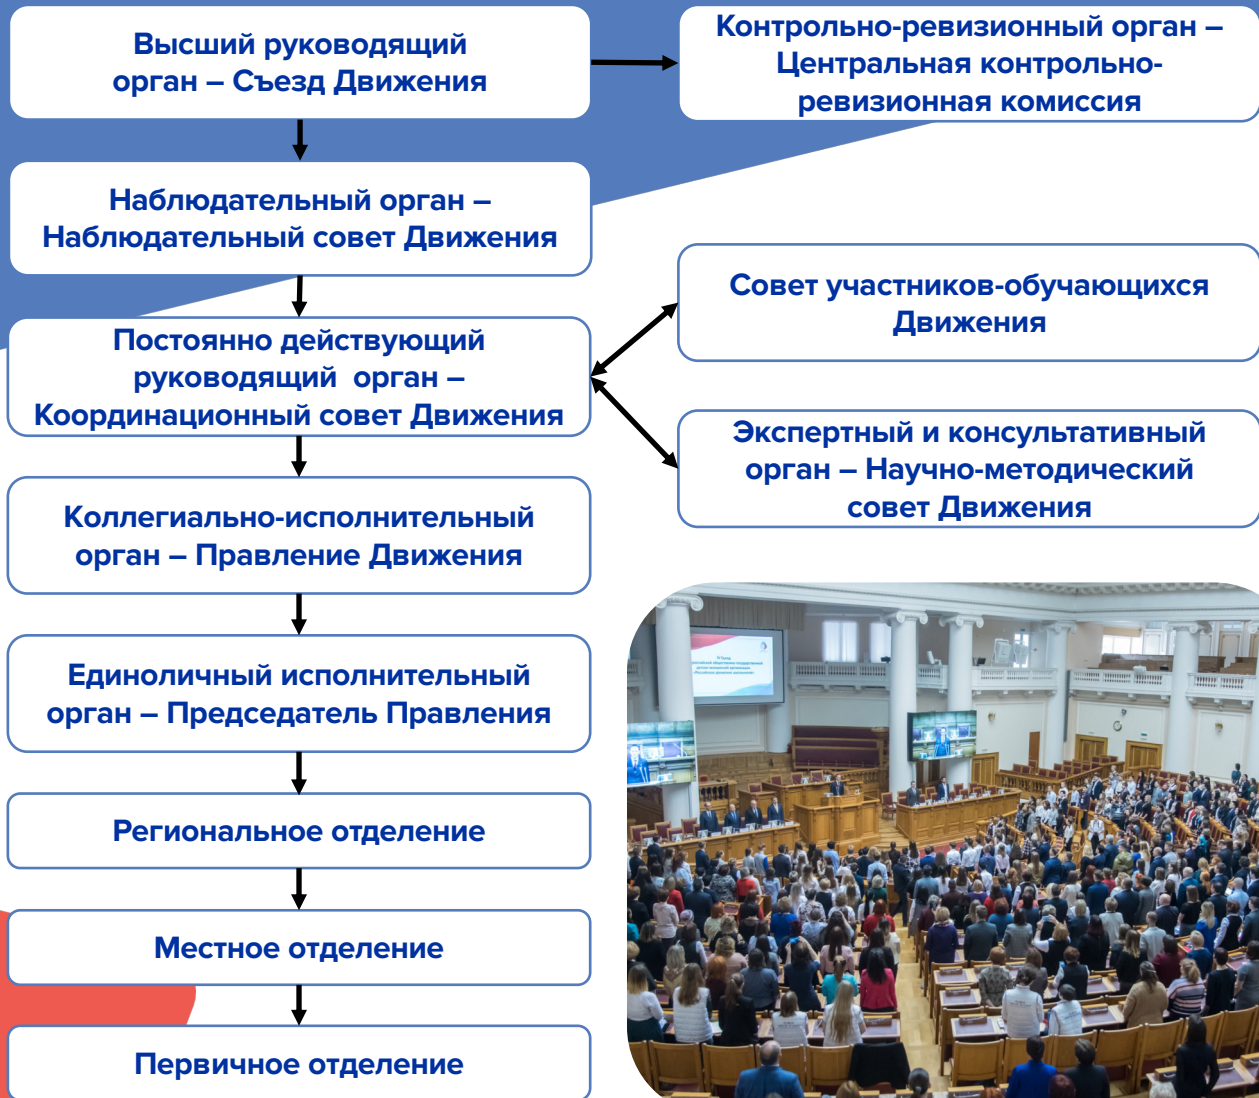 Высший руководящий
орган – Съезд Движения
Контрольно-ревизионный орган –
Центральная контрольно-
ревизионная комиссия
Наблюдательный орган –
Наблюдательный совет Движения
Совет участников-обучающихся
Движения
Постоянно действующий
руководящий орган –
Координационный совет Движения
Экспертный и консультативный
орган – Научно-методический
совет Движения
Коллегиально-исполнительный
орган – Правление Движения
Единоличный исполнительный
орган – Председатель Правления
Региональное отделение
Местное отделение
Первичное отделение